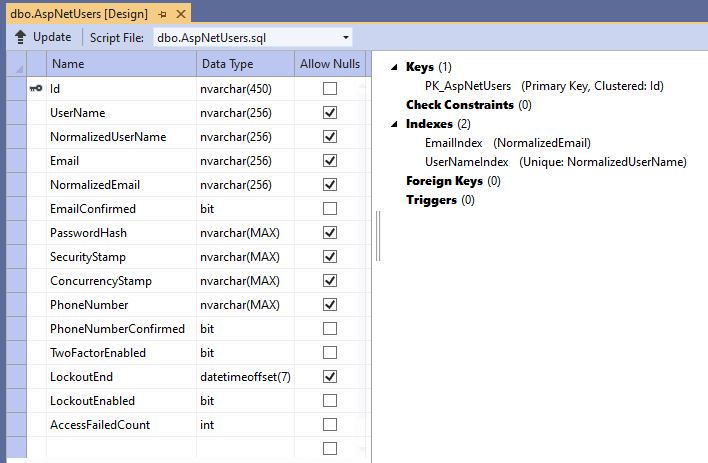 dbo.AspNetUsers [Design]
Update Script File: dbo.AspNetUsers.sql
Name Data Type Allow Nulls
Id nvarchar(450)
UserName nvarchar(256)
NormalizedUserName nvarchar(256)
Email nvarchar(256)
NormalizedEmail nvarchar(256)
EmailConfirmed bit
PasswordHash nvarchar(MAX)
SecurityStamp nvarchar(MAX)
ConcurrencyStamp nvarchar(MAX)
PhoneNumber nvarchar(MAX)
PhoneNumberConfirmed bit
TwoFactorEnabled bit
LockoutEnd datetimeoffset(7)
LockoutEnabled bit
AccessFailedCount int
Keys (1)
PK_AspNetUsers (Primary Key, Clustered: Id)
Check Constraints (0)
Indexes (2)
EmailIndex (NormalizedEmail)
UserNameIndex (Unique: NormalizedUserName)
Foreign Keys (0)
Triggers (0)